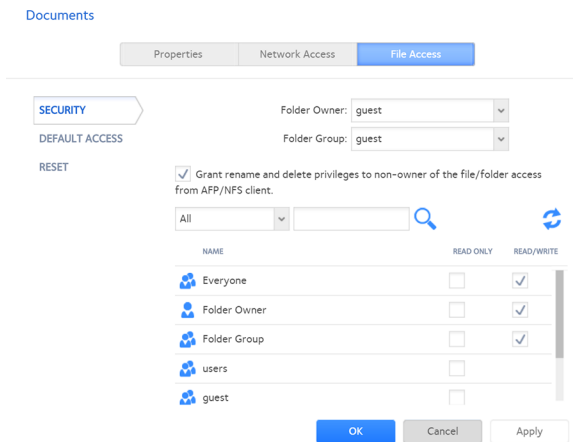 Documents
Properties Network Access File Access
SECURITY
DEFAULT ACCESS
RESET
Folder Owner: guest
Folder Group: guest
Grant rename and delete privileges to non-owner of the file/folder access
from AFP/NFS client.
All
NAME READ ONLY READ/WRITE
Everyone
Folder Owner
Folder Group
users
guest
OK Cancel Apply